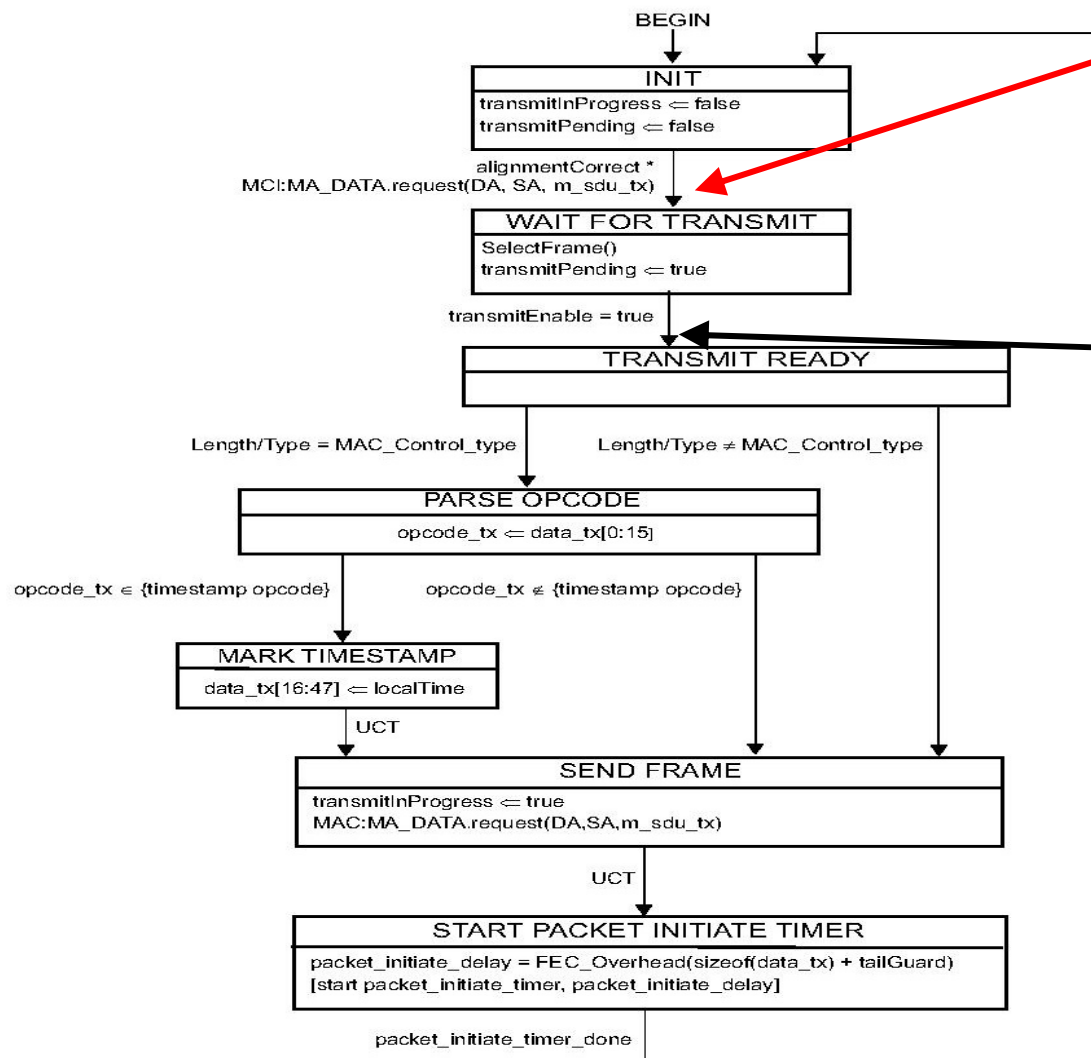 BEGIN
INIT
transmitInProgress ⇐ false
transmitPending ⇐ false
alignmentCorrect *
MCI:MA_DATA.request(DA, SA, m_sdu_tx)
WAIT FOR TRANSMIT
SelectFrame()
transmitPending ⇐ true
transmitEnable = true
TRANSMIT READY
Length/Type = MAC_Control_type
Length/Type ≠ MAC_Control_type
PARSE OPCODE
opcode_tx ⇐ data_tx[0:15]
opcode_tx ∈ {timestamp opcode}
opcode_tx ∉ {timestamp opcode}
MARK TIMESTAMP
data_tx[16:47] ⇐ localTime
UCT
SEND FRAME
transmitInProgress ⇐ true
MAC:MA_DATA.request(DA,SA,m_sdu_tx)
UCT
START PACKET INITIATE TIMER
packet_initiate_delay = FEC_Overhead(sizeof(data_tx) + tailGuard)
[start packet_initiate_timer, packet_initiate_delay]
packet_initiate_timer_done